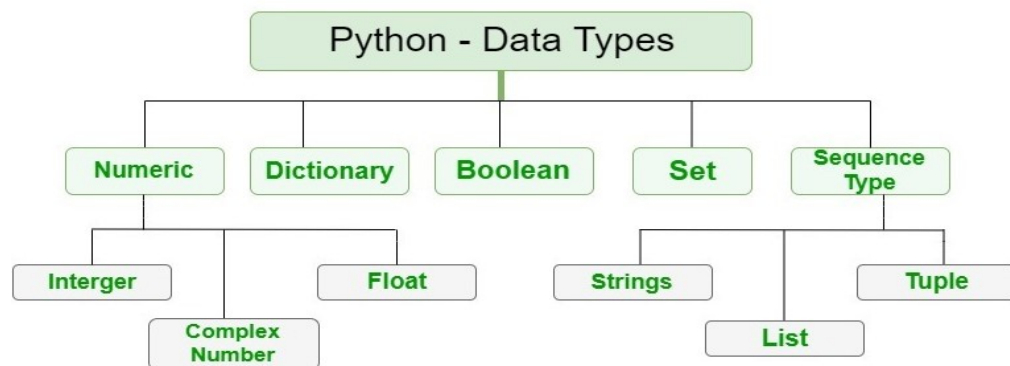 Python - Data Types
Numeric
Dictionary
Boolean
Set
Sequence
Type
Interger
Complex
Number
Float
Strings
List
Tuple